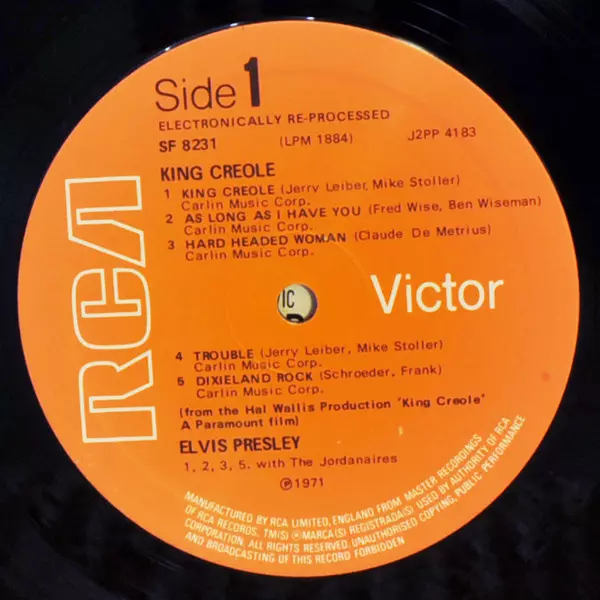 Side 1
ELECTRONICALLY RE-PROCESSED
SF 8231 (LPM 1884) J2PP 4183
KING CREOLE
1 KING CREOLE (Jerry Leiber, Mike Stoller)
Carlin Music Corp.
2 AS LONG AS I HAVE YOU (Fred Wise, Ben Wiseman)
Carlin Music Corp.
3 HARD HEADED WOMAN (Claude De Metrius)
Carlin Music Corp.
RCA
Victor
IC
4 TROUBLE (Jerry Leiber, Mike Stoller)
Carlin Music Corp.
5 DIXIELAND ROCK (Schroeder, Frank)
Carlin Music Corp.
(from the Hal Wallis Production 'King Creole'
A Paramount film)
ELVIS PRESLEY
1, 2, 3, 5. with The Jordanaires
℗1971
MANUFACTURED BY RCA LIMITED, ENGLAND FROM MASTER RECORDINGS
OF RCA RECORDS. TM(S) ® MARCA(S) REGISTRADA(S) USED BY AUTHORITY OF RCA
CORPORATION. ALL RIGHTS RESERVED. UNAUTHORISED COPYING, PUBLIC PERFORMANCE
AND BROADCASTING OF THIS RECORD FORBIDDEN